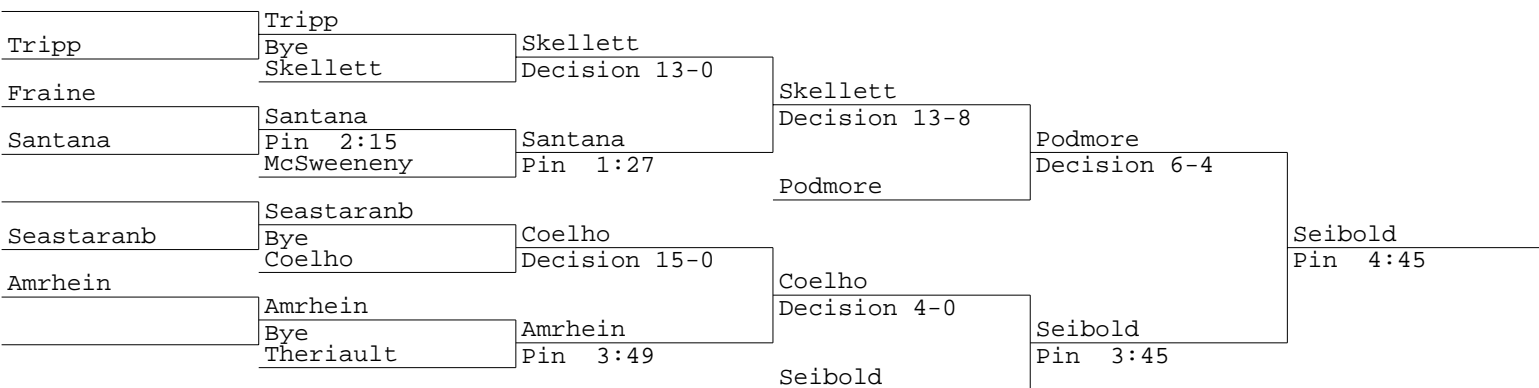 Tripp
Tripp
Bye
Skellett
Skellett
Decision 13-0
Fraine
Skellett
Decision 13-8
Santana
Santana
Pin 2:15
McSweeneny
Santana
Pin 1:27
Podmore
Decision 6-4
Podmore
Seastaranb
Seastaranb
Bye
Coelho
Coelho
Decision 15-0
Seibold
Pin 4:45
Amrhein
Coelho
Decision 4-0
Amrhein
Bye
Theriault
Amrhein
Pin 3:49
Seibold
Pin 3:45
Seibold